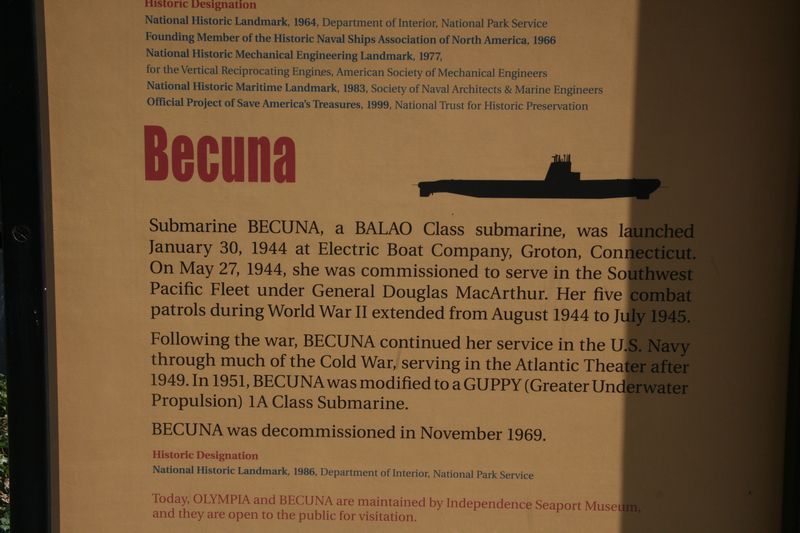 Historic Designation
National Historic Landmark, 1964, Department of Interior, National Park Service
Founding Member of the Historic Naval Ships Association of North America, 1966
National Historic Mechanical Engineering Landmark, 1977,
for the Vertical Reciprocating Engines, American Society of Mechanical Engineers
National Historic Maritime Landmark, 1983, Society of Naval Architects & Marine Engineers
Official Project of Save America's Treasures, 1999, National Trust for Historic Preservation
Becuna
Submarine BECUNA, a BALAO Class submarine, was launched
January 30, 1944 at Electric Boat Company, Groton, Connecticut.
On May 27, 1944, she was commissioned to serve in the Southwest
Pacific Fleet under General Douglas MacArthur. Her five combat
patrols during World War II extended from August 1944 to July 1945.
Following the war, BECUNA continued her service in the U.S. Navy
through much of the Cold War, serving in the Atlantic Theater after
1949. In 1951, BECUNA was modified to a GUPPY (Greater Underwater
Propulsion) 1A Class Submarine.
BECUNA was decommissioned in November 1969.
Historic Designation
National Historic Landmark, 1986, Department of Interior, National Park Service
Today, OLYMPIA and BECUNA are maintained by Independence Seaport Museum,
and they are open to the public for visitation.